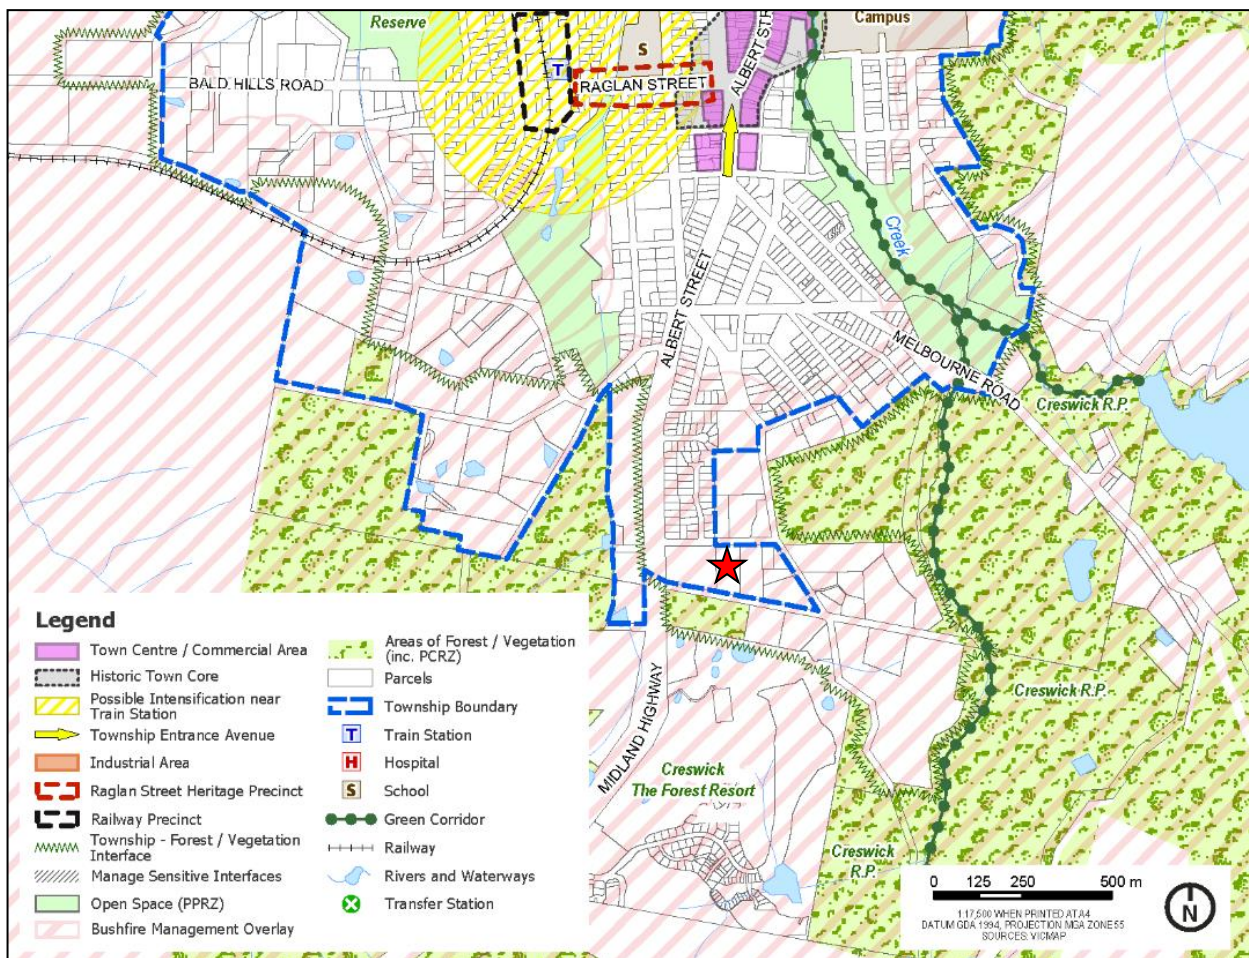 Reserve
Campus
S
ALBERT STR
T
RAGLAN STREET
BALD HILLS ROAD
Creek
ALBERT STREET
MELBOURNE ROAD
Creswick R.P.
MIDLAND HIGHWAY
Creswick R.P.
Creswick
The Forest Resort
Creswick
R.P.
Legend
Town Centre / Commercial Area
Historic Town Core
Possible Intensification near
Train Station
Township Entrance Avenue
Industrial Area
Raglan Street Heritage Precinct
Railway Precinct
Township - Forest / Vegetation
Interface
Manage Sensitive Interfaces
Open Space (PPRZ)
Bushfire Management Overlay
Areas of Forest / Vegetation
(inc. PCRZ)
Parcels
Township Boundary
T Train Station
H Hospital
S School
Green Corridor
Railway
Rivers and Waterways
Transfer Station
0 125 250 500 m
1:17,500 WHEN PRINTED AT A4
DATUM GDA 1994, PROJECTION MGA ZONE 55
SOURCES: VICMAP
N